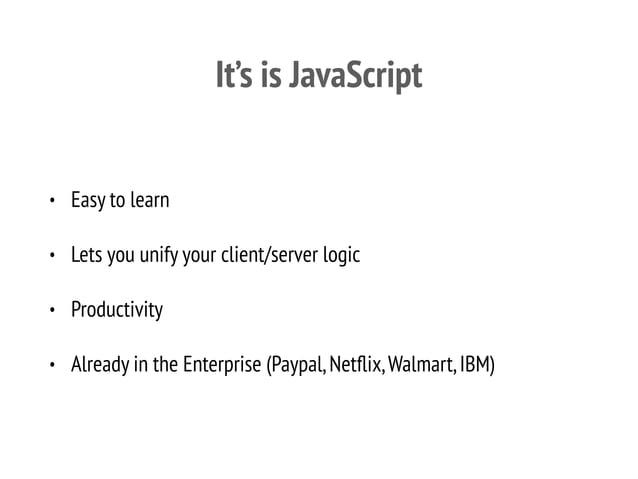 It’s is JavaScript
• Easy to learn
• Lets you unify your client/server logic
• Productivity
• Already in the Enterprise (Paypal, Netflix, Walmart, IBM)